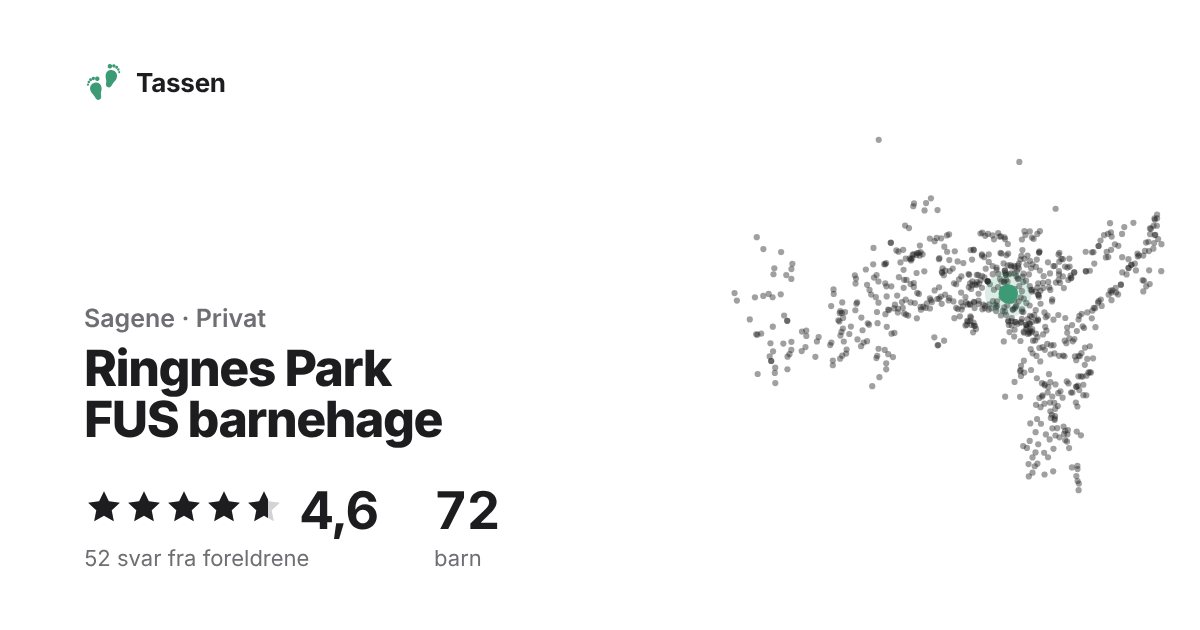 Tassen
Sagene · Privat
Ringnes Park
FUS barnehage
4,6
52 svar fra foreldrene
72
barn